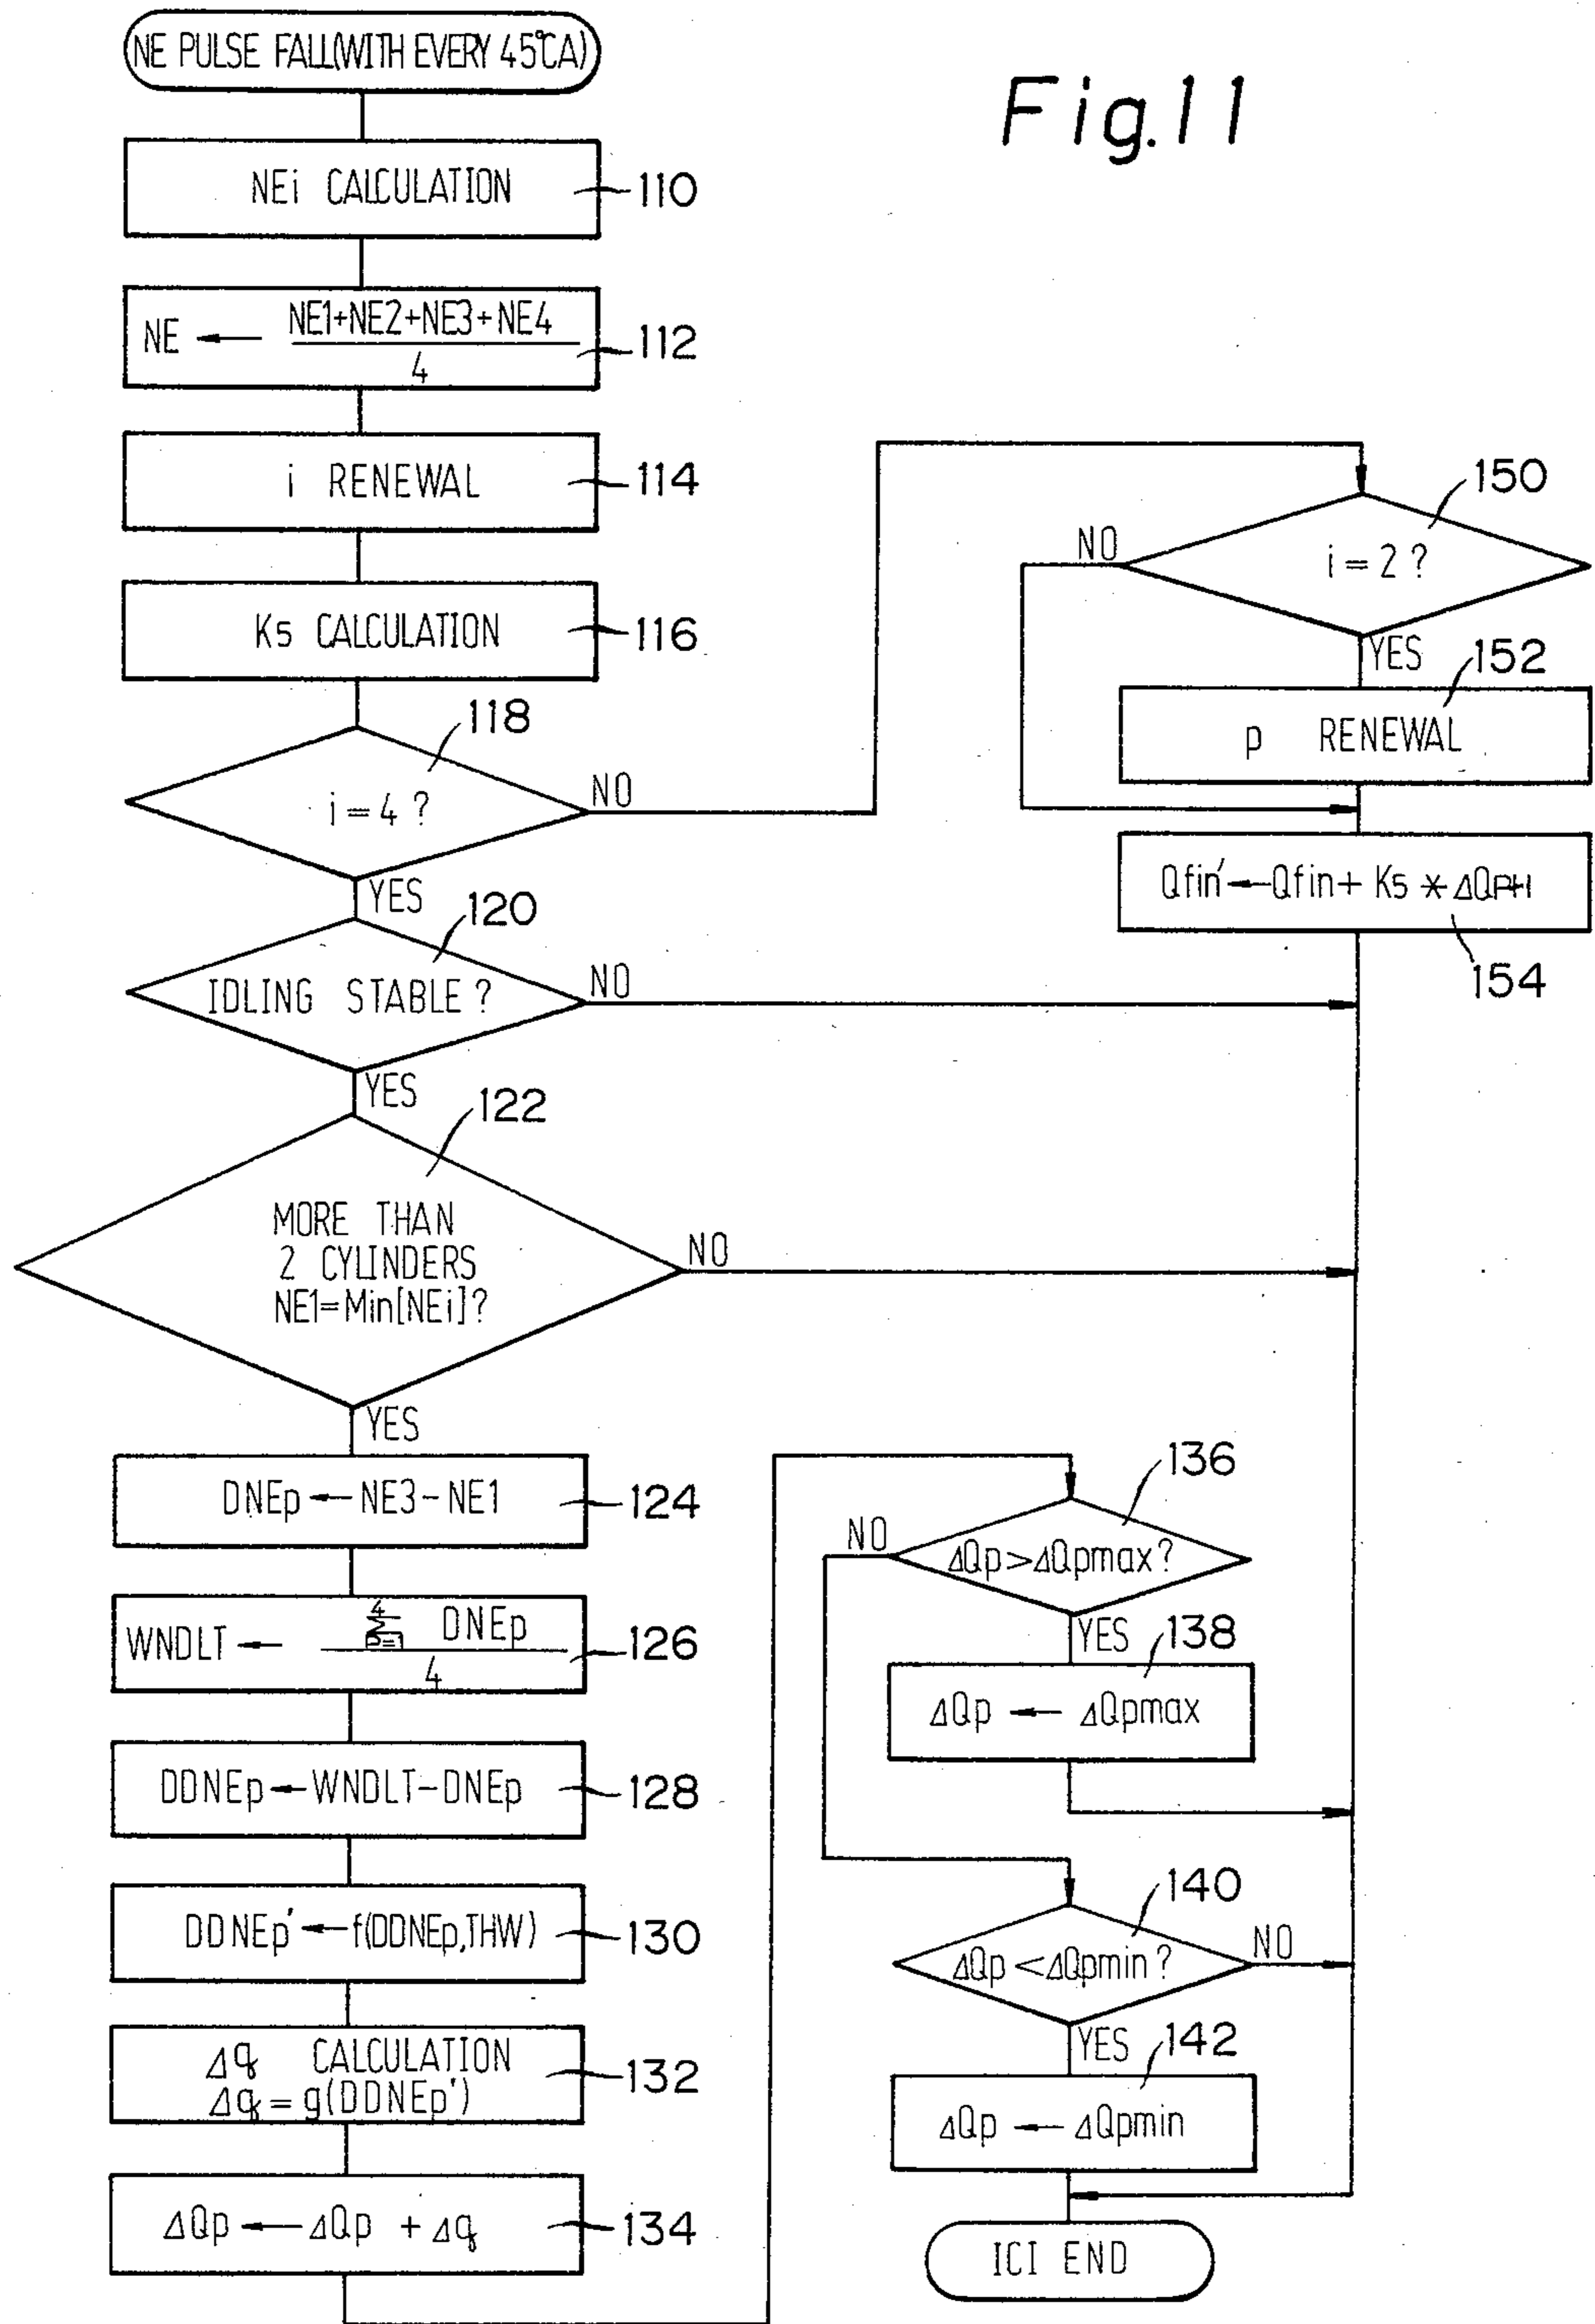 Fig.11
NE PULSE FALL(WITH EVERY 45°CA)
NEi CALCULATION
110
NE ← NE1+NE2+NE3+NE4
4
112
i RENEWAL
114
Ks CALCULATION
116
118
i = 4 ?
NO
YES
120
IDLING STABLE ?
NO
YES
122
MORE THAN
2 CYLINDERS
NE1=Min[NEi]?
NO
YES
DNEp ← NE3-NE1
124
WNDLT ← 4
Σ DNEp
p=1
4
126
DDNEp ← WNDLT-DNEp
128
DDNEp' ← f(DDNEp,THW)
130
Δq CALCULATION
Δq = g(DDNEp')
132
ΔQp ← ΔQp + Δq
134
136
ΔQp>ΔQpmax?
NO
YES
138
ΔQp ← ΔQpmax
140
ΔQp <ΔQpmin ?
NO
YES
142
ΔQp ← ΔQpmin
150
i = 2 ?
NO
YES
152
p RENEWAL
Qfin' ← Qfin+ Ks * ΔQP+1
154
ICI END